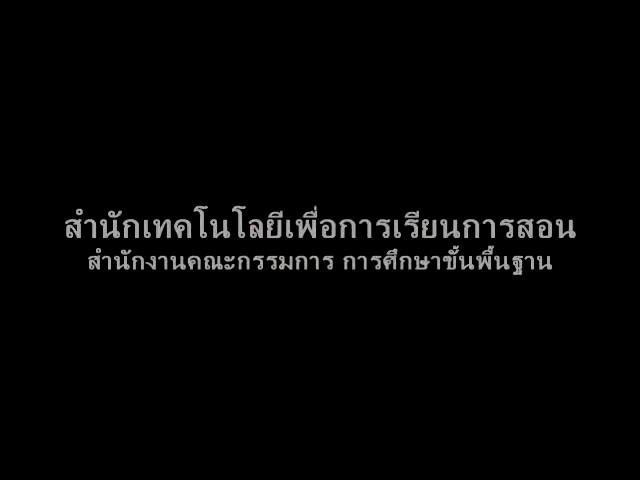 สำนักเทคโนโลยีเพื่อการเรียนการสอน
สำนักงานคณะกรรมการ การศึกษาขั้นพื้นฐาน